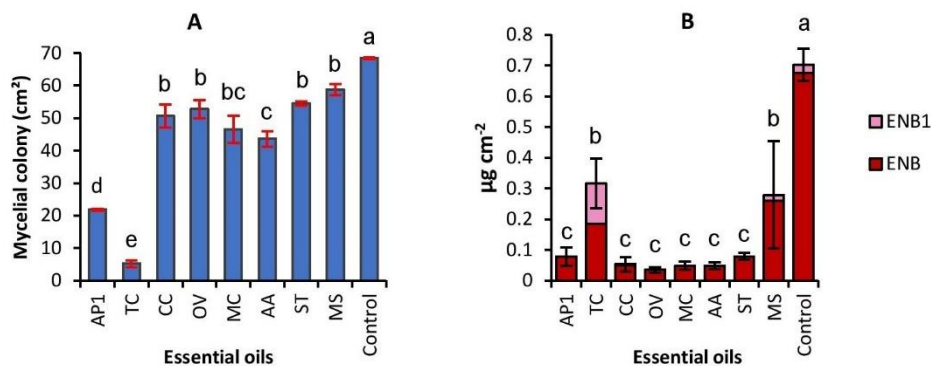 A
Mycelial colony (cm²)
70
60
50
40
30
20
10
0
d
e
b
b
bc
c
b
b
a
AP1
TC
CC
OV
MC
AA
ST
MS
Control
Essential oils
B
µg cm⁻²
0.8
0.7
0.6
0.5
0.4
0.3
0.2
0.1
0
c
b
c
c
c
c
c
b
a
AP1
TC
CC
OV
MC
AA
ST
MS
Control
Essential oils
ENB1
ENB